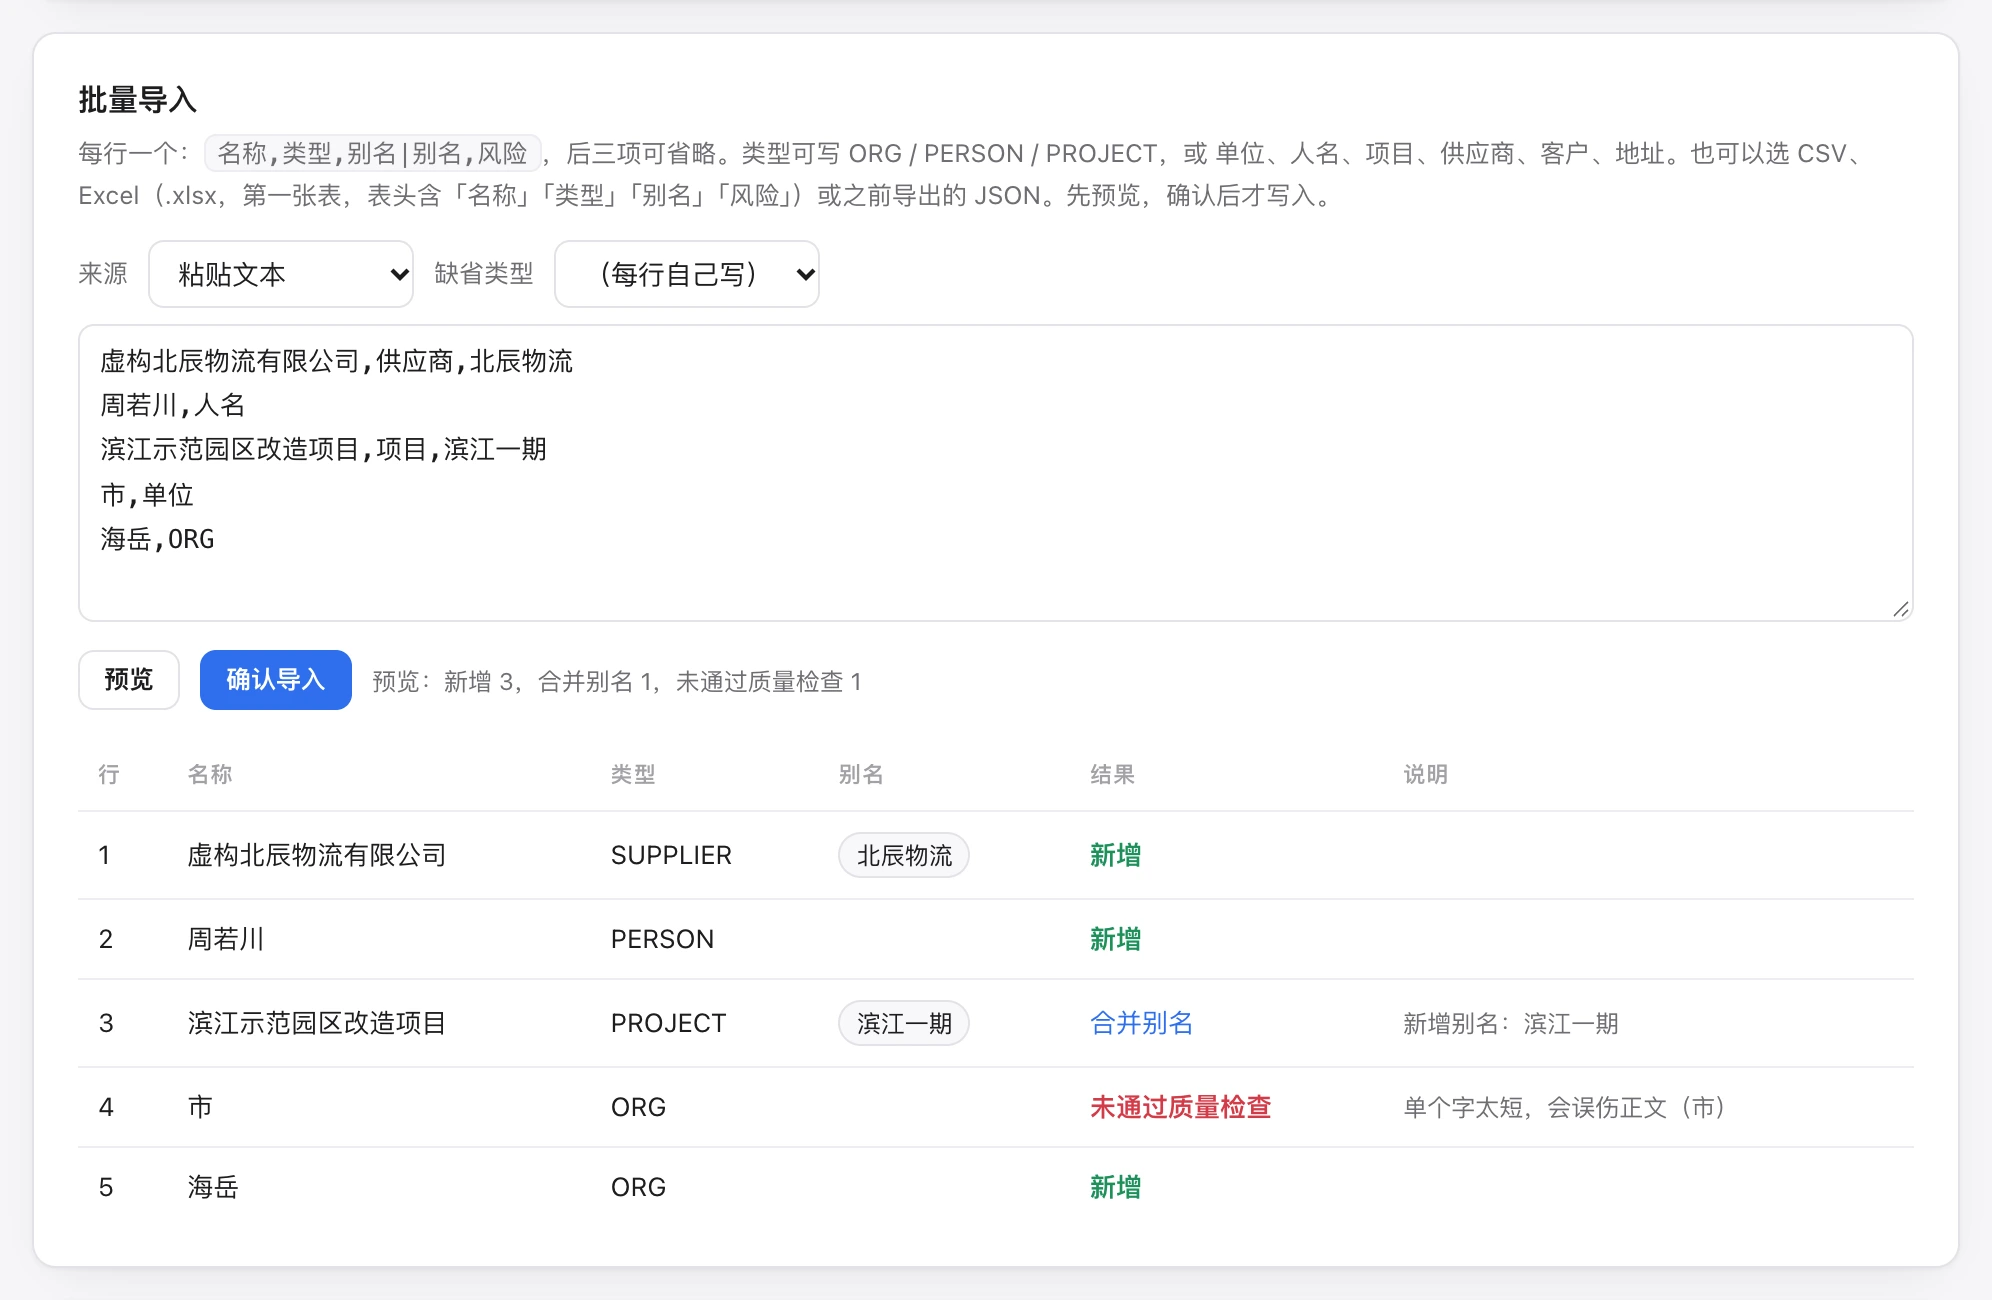 批量导入
每行一个： 名称,类型,别名|别名,风险 ，后三项可省略。类型可写 ORG / PERSON / PROJECT，或 单位、人名、项目、供应商、客户、地址。也可以选 CSV、
Excel（.xlsx，第一张表，表头含「名称」「类型」「别名」「风险」）或之前导出的 JSON。先预览，确认后才写入。
来源 粘贴文本 缺省类型 （每行自己写）
虚构北辰物流有限公司,供应商,北辰物流
周若川,人名
滨江示范园区改造项目,项目,滨江一期
市,单位
海岳,ORG
预览 确认导入 预览：新增 3，合并别名 1，未通过质量检查 1
行 名称 类型 别名 结果 说明
1 虚构北辰物流有限公司 SUPPLIER 北辰物流 新增
2 周若川 PERSON 新增
3 滨江示范园区改造项目 PROJECT 滨江一期 合并别名 新增别名：滨江一期
4 市 ORG 未通过质量检查 单个字太短，会误伤正文（市）
5 海岳 ORG 新增